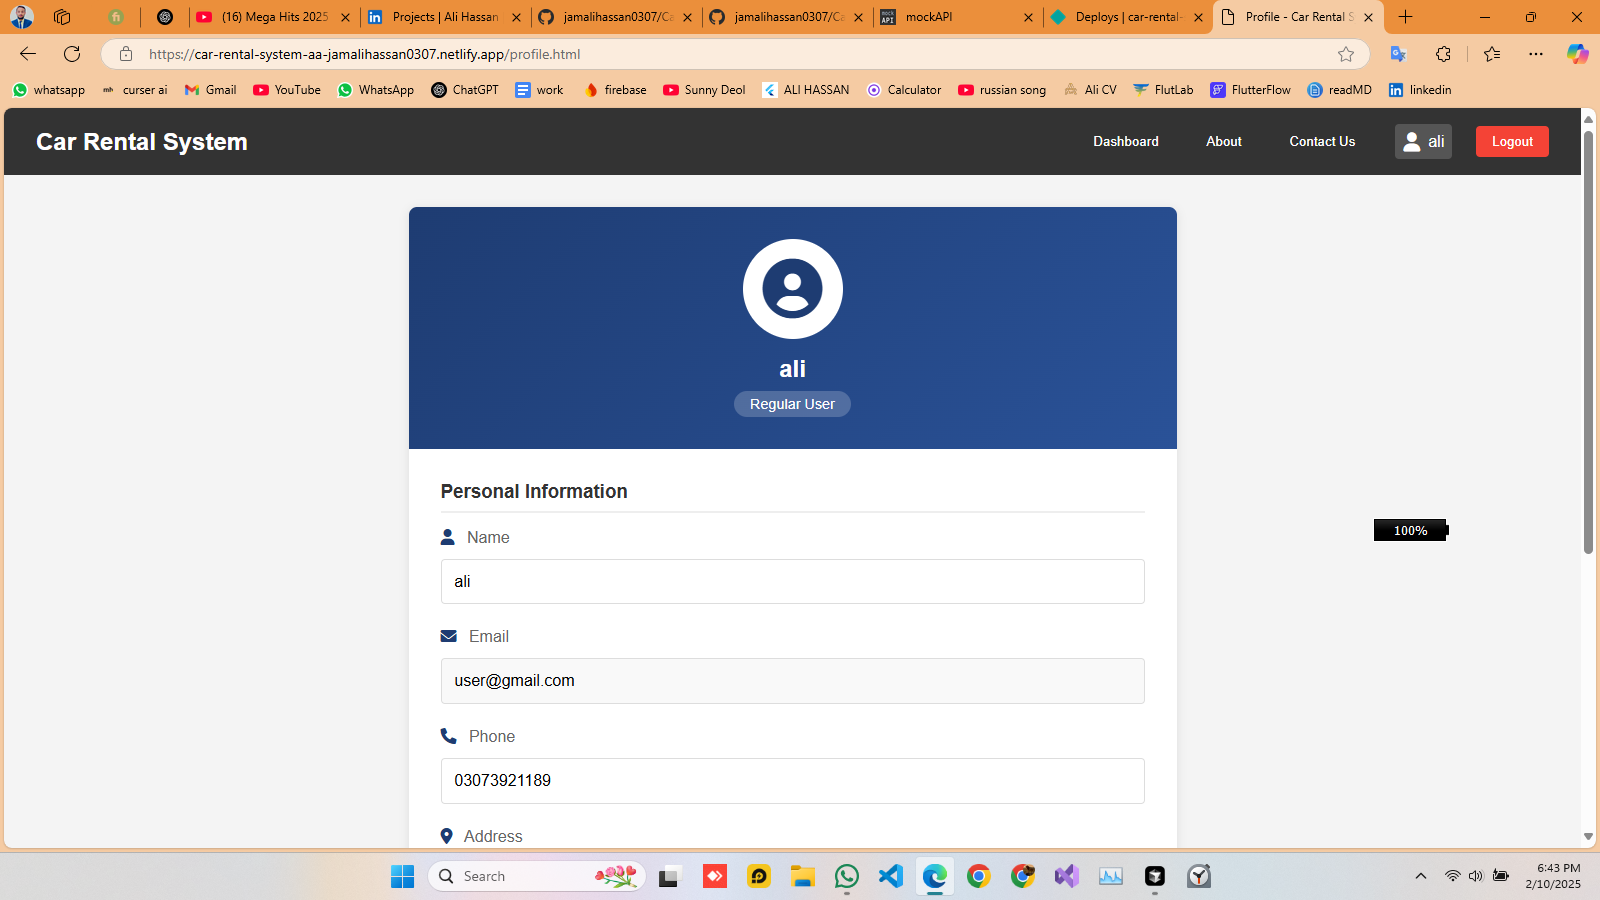 (16) Mega Hits 2025
Projects | Ali Hassan
jamalihassan0307/Ca
jamalihassan0307/Ca
mock API
mockAPI
Deploys | car-rental-
Profile - Car Rental S
https://car-rental-system-aa-jamalihassan0307.netlify.app/profile.html
whatsapp
mh
curser ai
Gmail
YouTube
WhatsApp
ChatGPT
work
firebase
Sunny Deol
ALI HASSAN
Calculator
russian song
Ali CV
FlutLab
FlutterFlow
readMD
linkedin
Car Rental System
Dashboard
About
Contact Us
ali
Logout
ali
Regular User
Personal Information
Name
ali
Email
user@gmail.com
Phone
03073921189
Address
100%
Search
6:43 PM
2/10/2025